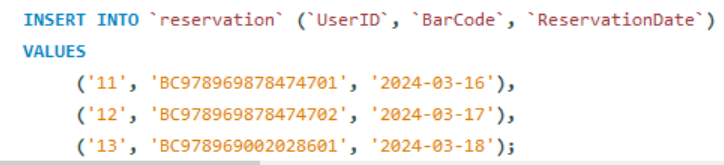 INSERT INTO `reservation` (`UserID`, `BarCode`, `ReservationDate`)
VALUES
('11', 'BC978969878474701', '2024-03-16'),
('12', 'BC978969878474702', '2024-03-17'),
('13', 'BC978969002028601', '2024-03-18');